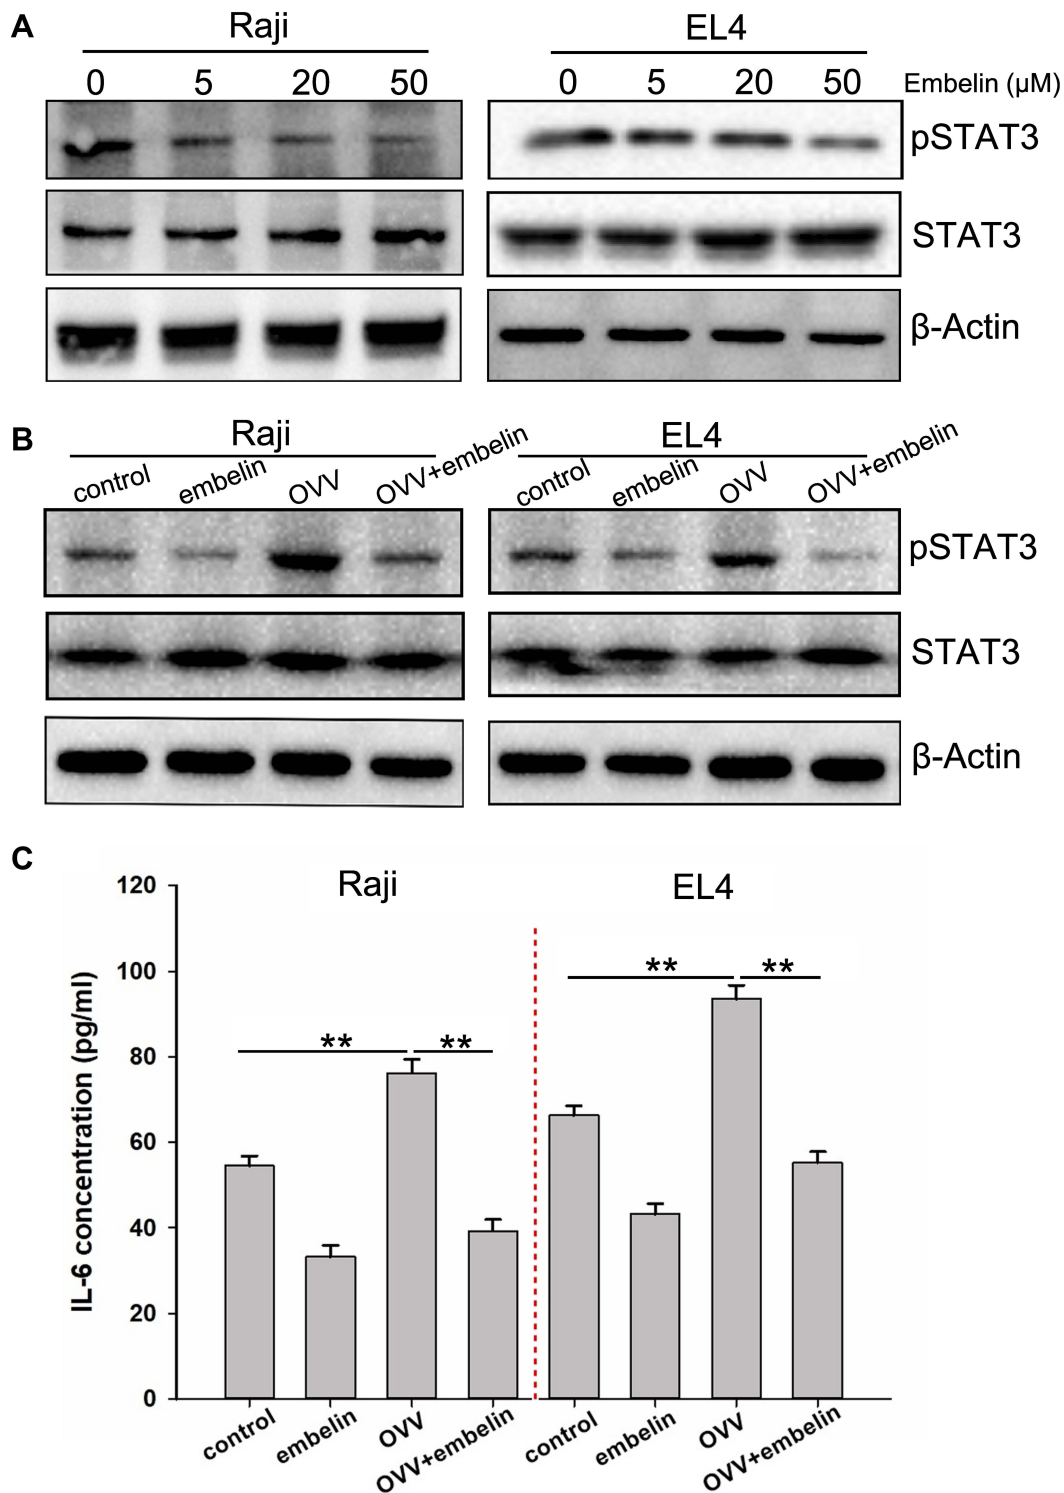 A
Raji
EL4
0 5 20 50
0 5 20 50
Embelin (μM)
pSTAT3
STAT3
β-Actin
B
Raji
EL4
control embelin OVV OVV+embelin
control embelin OVV OVV+embelin
pSTAT3
STAT3
β-Actin
C
Raji
EL4
IL-6 concentration (pg/ml)
120
100
80
60
40
20
0
** **
** **
control embelin OVV OVV+embelin
control embelin OVV OVV+embelin